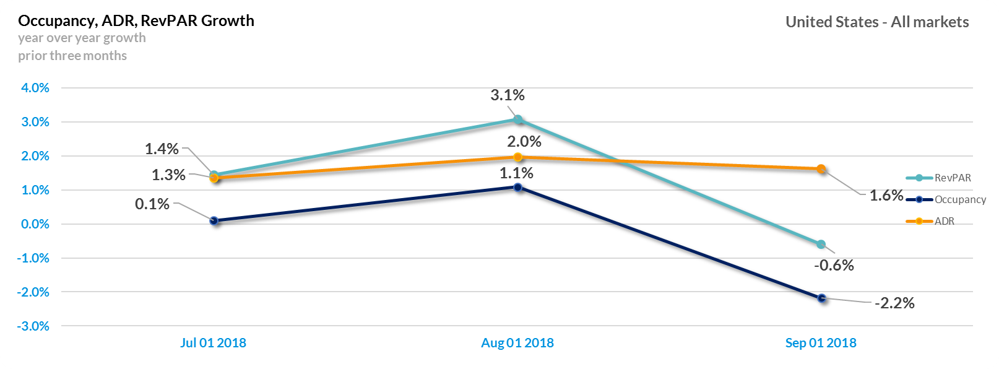 Occupancy, ADR, RevPAR Growth
United States - All markets
year over year growth
prior three months
4.0%
3.1%
3.0%
2.0%
1.4%
2.0%
1.3%
1.1%
1.0%
0.1%
1.6%
RevPAR
Occupancy
ADR
0.0%
-1.0%
-0.6%
-2.0%
-2.2%
-3.0%
Jul 01 2018
Aug 01 2018
Sep 01 2018